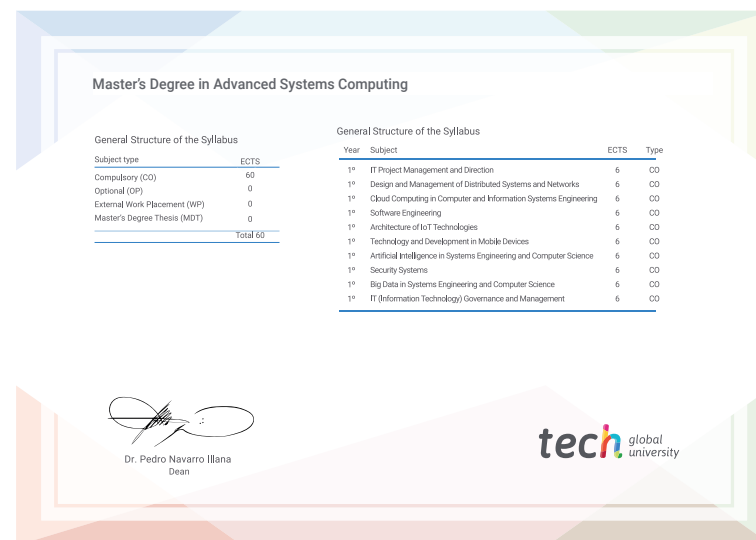 Master's Degree in Advanced Systems Computing
General Structure of the Syllabus
Subject type ECTS
Compulsory (CO) 60
Optional (OP) 0
External Work Placement (WP) 0
Master's Degree Thesis (MDT) 0
Total 60
General Structure of the Syllabus
Year Subject ECTS Type
1º IT Project Management and Direction 6 CO
1º Design and Management of Distributed Systems and Networks 6 CO
1º Cloud Computing in Computer and Information Systems Engineering 6 CO
1º Software Engineering 6 CO
1º Architecture of IoT Technologies 6 CO
1º Technology and Development in Mobile Devices 6 CO
1º Artificial Intelligence in Systems Engineering and Computer Science 6 CO
1º Security Systems 6 CO
1º Big Data in Systems Engineering and Computer Science 6 CO
1º IT (Information Technology) Governance and Management 6 CO
Dr. Pedro Navarro Illana
Dean
tech global university